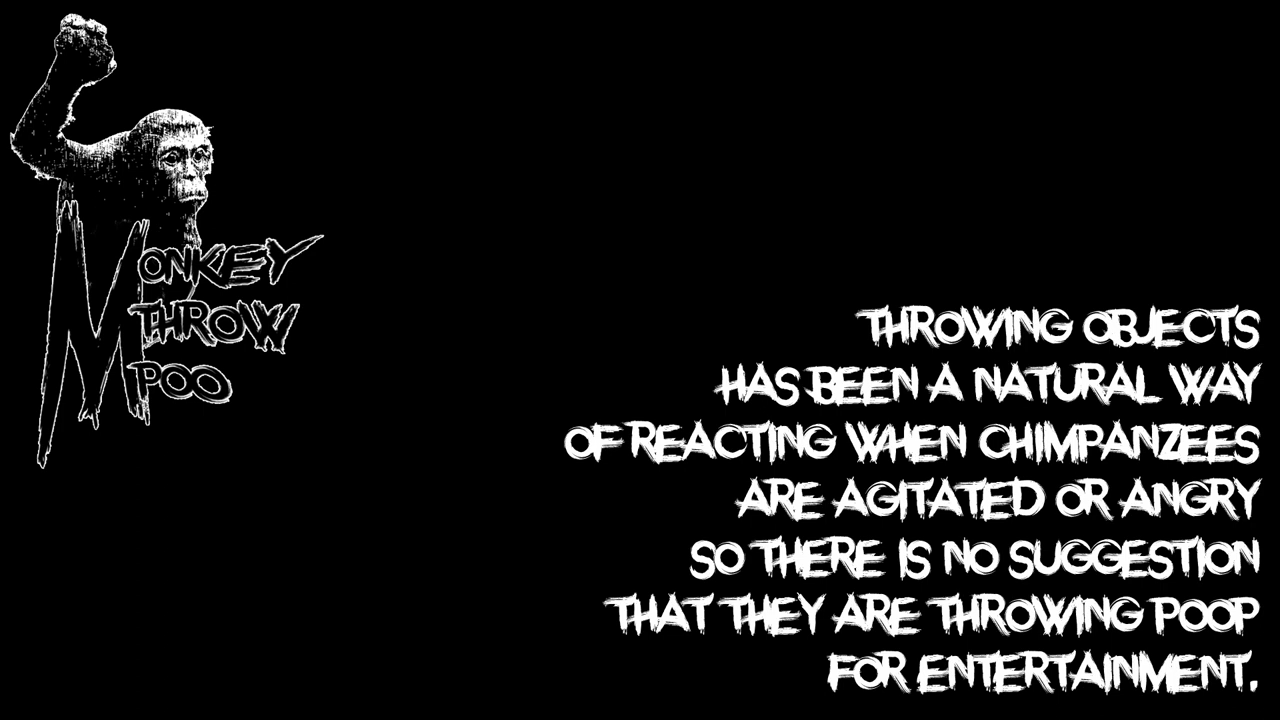 MONKEY
THROW
POO
THROWING OBJECTS
HAS BEEN A NATURAL WAY
OF REACTING WHEN CHIMPANZEES
ARE AGITATED OR ANGRY
SO THERE IS NO SUGGESTION
THAT THEY ARE THROWING POOP
FOR ENTERTAINMENT.